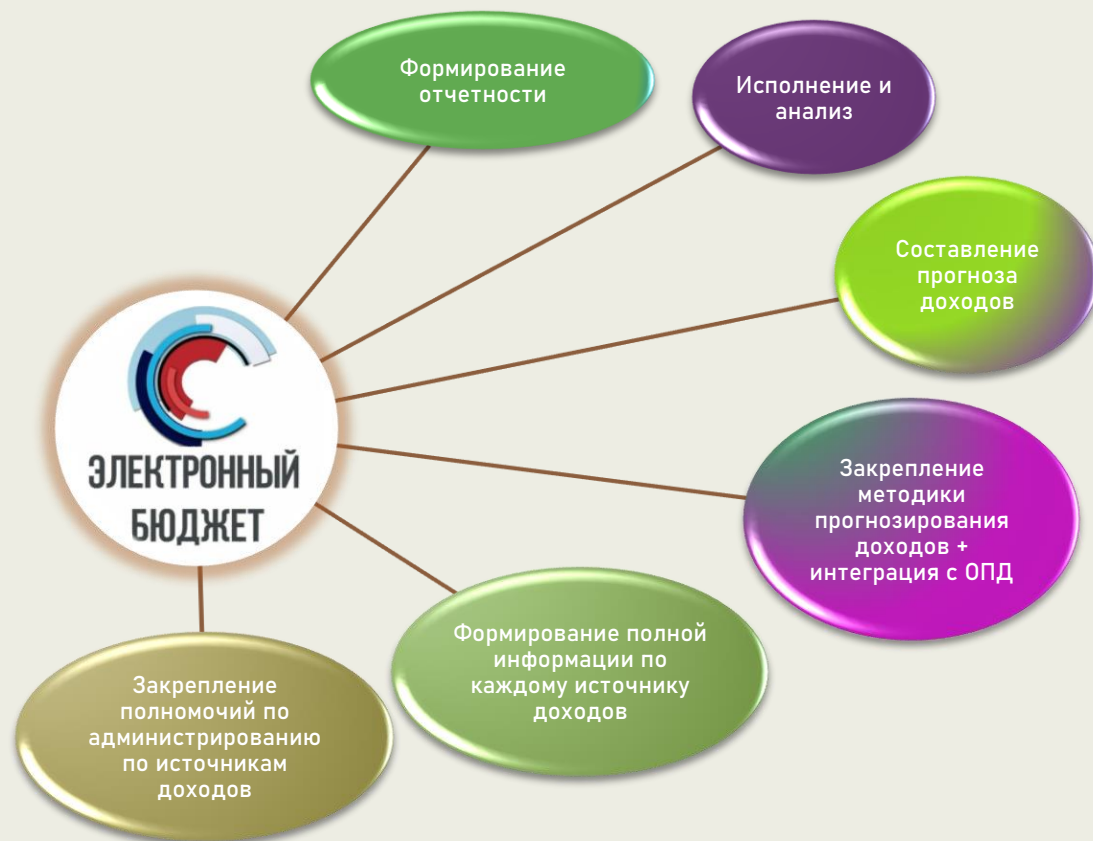 Формирование
отчетности
Исполнение и
анализ
Составление
прогноза
доходов
ЭЛЕКТРОННЫЙ
БЮДЖЕТ
Закрепление
методики
прогнозирования
доходов +
интеграция с ОПД
Формирование полной
информации по
каждому источнику
доходов
Закрепление
полномочий по
администрированию
по источникам
доходов